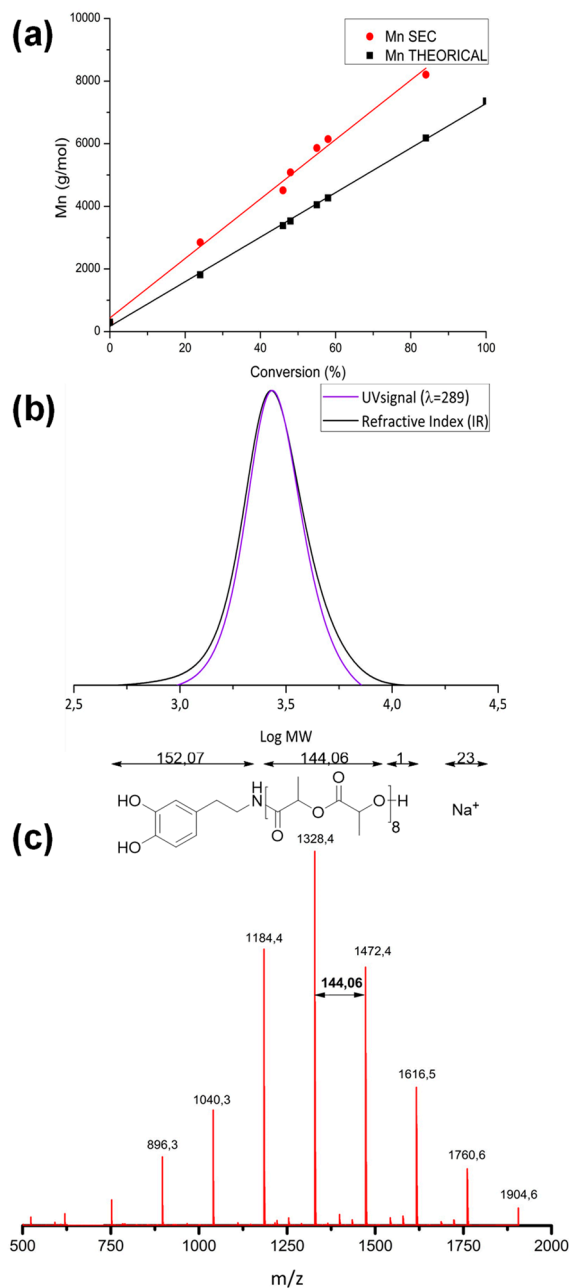 (a)
10000
8000
6000
4000
2000
0
Mn (g/mol)
Mn SEC
Mn THEORICAL
0 20 40 60 80 100
Conversion (%)
(b)
UVsignal (λ=289)
Refractive Index (IR)
2,5 3,0 3,5 4,0 4,5
Log MW
152,07 144,06 1 23
HO
HO
H
N
O
O
O
O
H
8
Na+
(c)
1328,4
1184,4
1472,4
144,06
1616,5
1040,3
896,3
1760,6
1904,6
500 750 1000 1250 1500 1750 2000
m/z